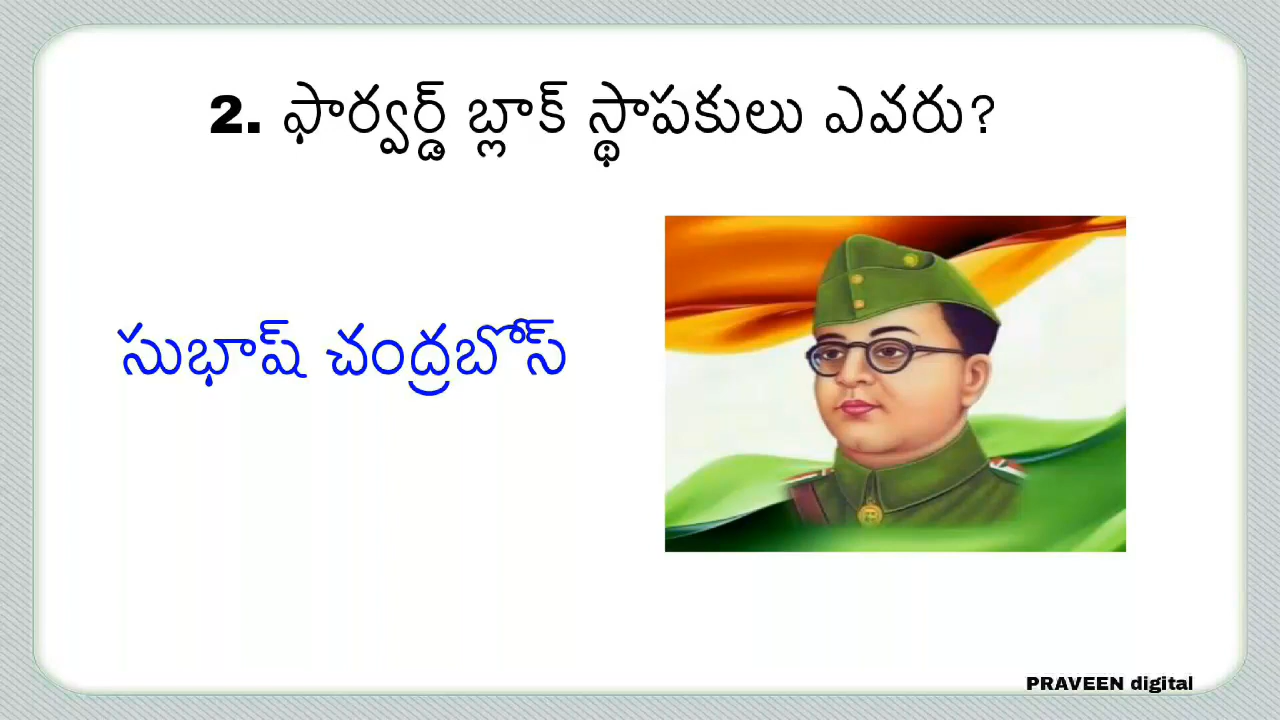 2. ఫార్వర్డ్ బ్లాక్ స్థాపకులు ఎవరు?
సుభాష్ చంద్రబోస్
PRAVEEN digital